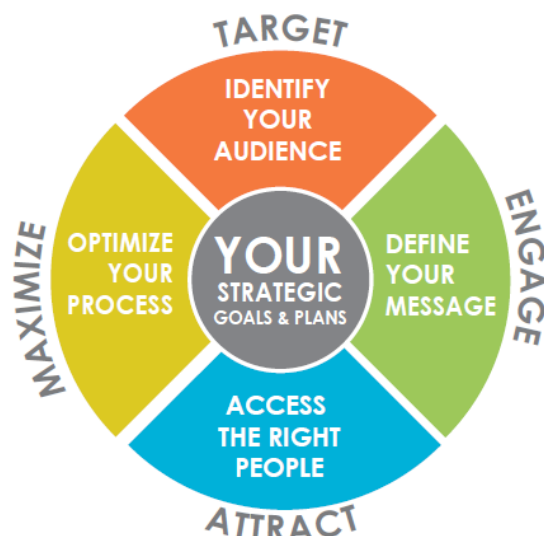 TARGET
IDENTIFY
YOUR
AUDIENCE
ENGAGE
DEFINE
YOUR
MESSAGE
ATTRACT
ACCESS
THE RIGHT
PEOPLE
MAXIMIZE
OPTIMIZE
YOUR
PROCESS
YOUR
STRATEGIC
GOALS & PLANS